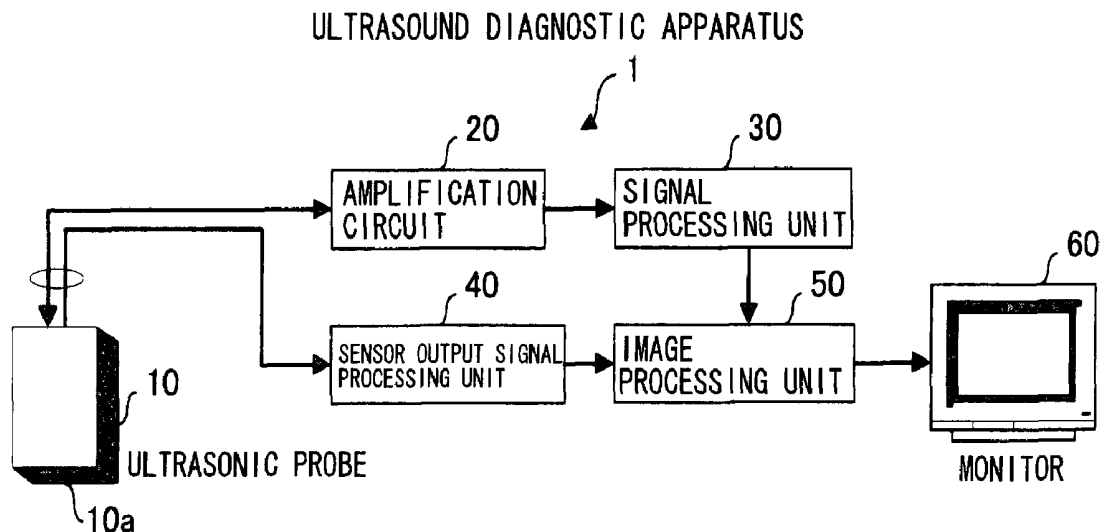 ULTRASOUND DIAGNOSTIC APPARATUS
1
20
30
AMPLIFICATION
CIRCUIT
SIGNAL
PROCESSING UNIT
40
50
60
SENSOR OUTPUT SIGNAL
PROCESSING UNIT
IMAGE
PROCESSING UNIT
10
ULTRASONIC PROBE
MONITOR
10a